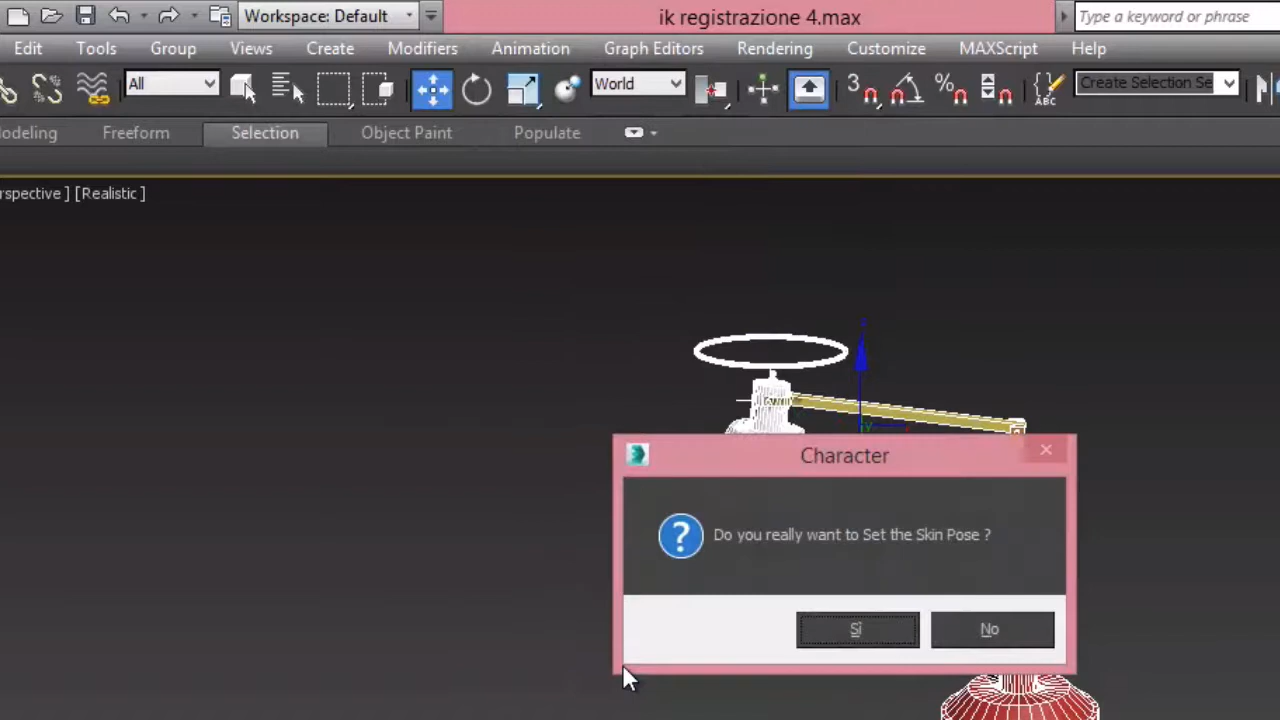 Workspace: Default
ik registrazione 4.max
Type a keyword or phrase
Edit
Tools
Group
Views
Create
Modifiers
Animation
Graph Editors
Rendering
Customize
MAXScript
Help
All
World
3
%
ABC
Create Selection Se
odeling
Freeform
Selection
Object Paint
Populate
rspective ] [Realistic ]
Character
Do you really want to Set the Skin Pose ?
Sì
No